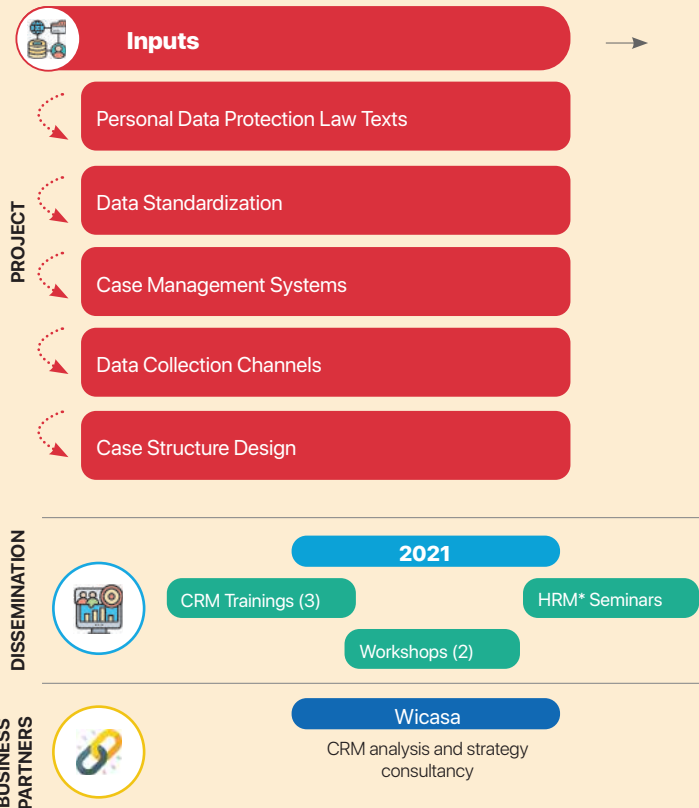 Inputs
PROJECT
Personal Data Protection Law Texts
Data Standardization
Case Management Systems
Data Collection Channels
Case Structure Design
DISSEMINATION
2021
CRM Trainings (3)
HRM* Seminars
Workshops (2)
BUSINESS
PARTNERS
Wicasa
CRM analysis and strategy
consultancy